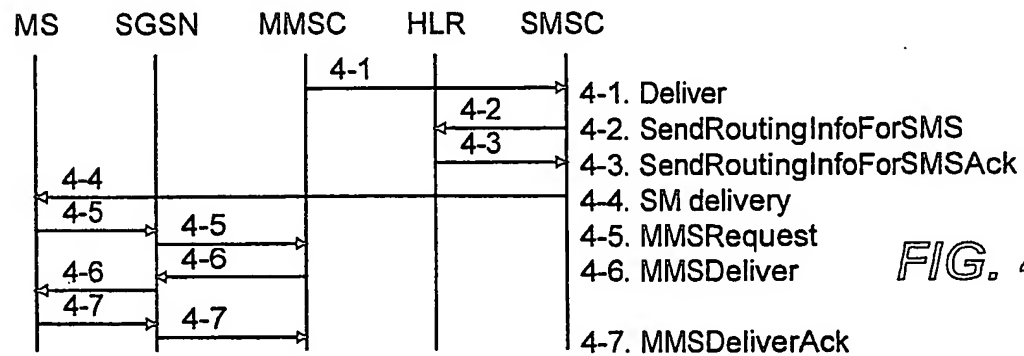 MS SGSN MMSC HLR SMSC
4-1 4-1. Deliver
4-2 4-2. SendRoutingInfoForSMS
4-3 4-3. SendRoutingInfoForSMSAck
4-4 4-4. SM delivery
4-5 4-5 4-5. MMSRequest
4-6 4-6 4-6. MMSDeliver
FIG.
4-7 4-7 4-7. MMSDeliverAck